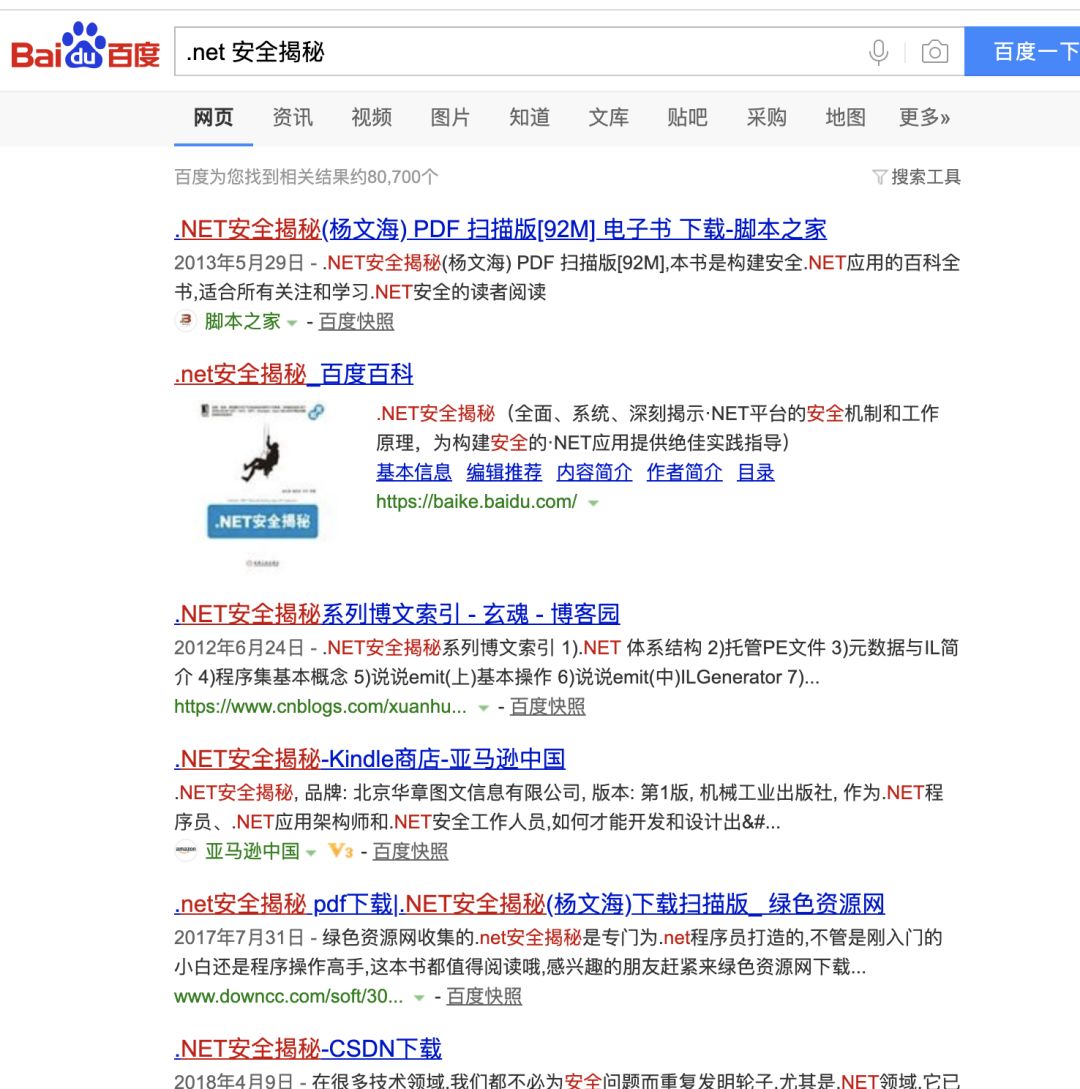 Baidu百度
.net 安全揭秘
百度一下
网页 资讯 视频 图片 知道 文库 贴吧 采购 地图 更多»
百度为您找到相关结果约80,700个
搜索工具
.NET安全揭秘(杨文海) PDF 扫描版[92M] 电子书 下载-脚本之家
2013年5月29日 - .NET安全揭秘(杨文海) PDF 扫描版[92M],本书是构建安全.NET应用的百科全
书,适合所有关注和学习.NET安全的读者阅读
脚本之家 - 百度快照
.net安全揭秘_百度百科
.NET安全揭秘
.NET安全揭秘（全面、系统、深刻揭示·NET平台的安全机制和工作
原理，为构建安全的·NET应用提供绝佳实践指导）
基本信息 编辑推荐 内容简介 作者简介 目录
https://baike.baidu.com/
.NET安全揭秘系列博文索引 - 玄魂 - 博客园
2012年6月24日 - .NET安全揭秘系列博文索引 1).NET 体系结构 2)托管PE文件 3)元数据与IL简
介 4)程序集基本概念 5)说说emit(上)基本操作 6)说说emit(中)ILGenerator 7)...
https://www.cnblogs.com/xuanhu... - 百度快照
.NET安全揭秘-Kindle商店-亚马逊中国
.NET安全揭秘, 品牌: 北京华章图文信息有限公司, 版本: 第1版, 机械工业出版社, 作为.NET程
序员、.NET应用架构师和.NET安全工作人员,如何才能开发和设计出&#...
amazon 亚马逊中国 V3 - 百度快照
.net安全揭秘 pdf下载|.NET安全揭秘(杨文海)下载扫描版_ 绿色资源网
2017年7月31日 - 绿色资源网收集的.net安全揭秘是专门为.net程序员打造的,不管是刚入门的
小白还是程序操作高手,这本书都值得阅读哦,感兴趣的朋友赶紧来绿色资源网下载...
www.downcc.com/soft/30... - 百度快照
.NET安全揭秘-CSDN下载
2018年4月9日 - 在很多技术领域,我们都不必为安全问题而重复发明轮子,尤其是.NET领域,它已